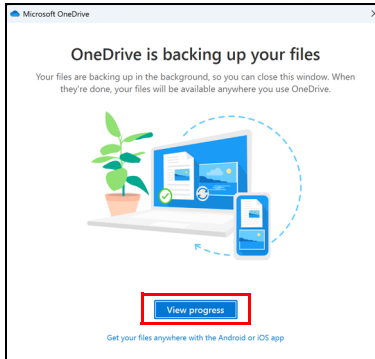 Microsoft OneDrive
OneDrive is backing up your files
Your files are backing up in the background, so you can close this window. When
they're done, your files will be available anywhere you use OneDrive.
View progress
Get your files anywhere with the Android or iOS app